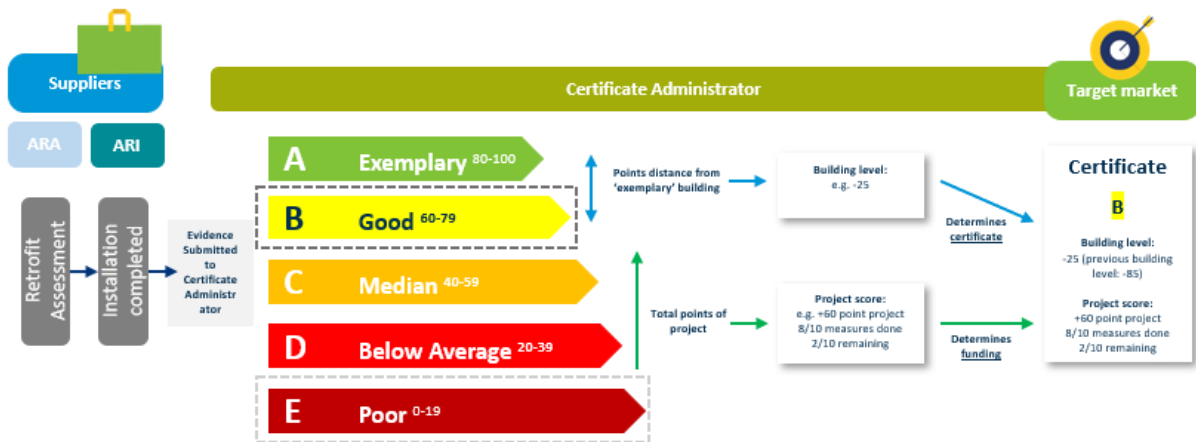 Suppliers
Certificate Administrator
Target market
ARA
ARI
Retrofit
Assessment
Installation
completed
Evidence
Submitted
to
Certificate
Administr
ator
A Exemplary 80-100
B Good 60-79
C Median 40-59
D Below Average 20-39
E Poor 0-19
Points distance from
‘exemplary’ building
Total points of
project
Building level:
e.g. -25
Project score:
e.g. +60 point project
8/10 measures done
2/10 remaining
Determines
certificate
Determines
funding
Certificate
B
Building level:
-25 (previous building
level: -85)
Project score:
+60 point project
8/10 measures done
2/10 remaining